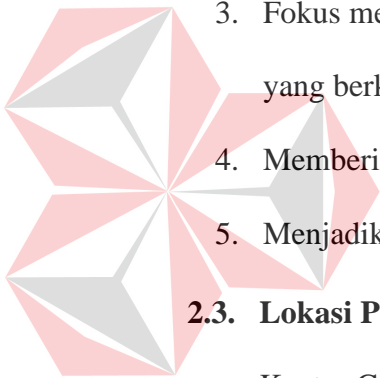 3. Fokus me
yang berk
4. Memberi
5. Menjadik
2.3. Lokasi P